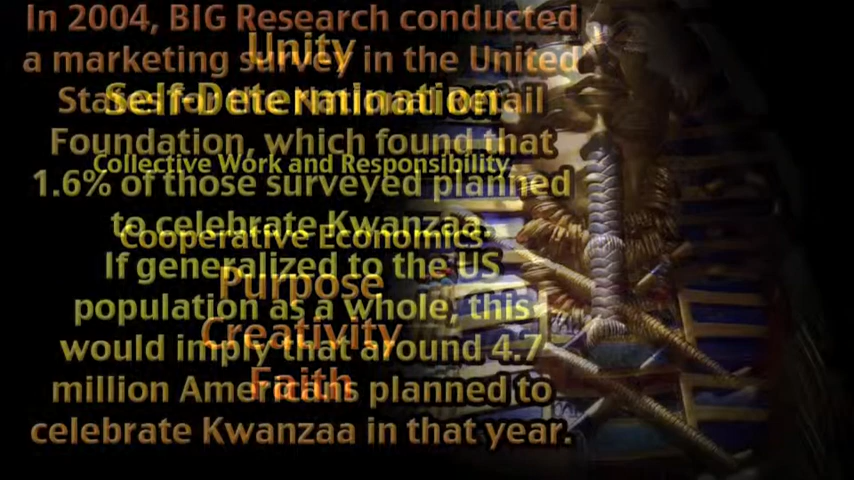 In 2004, BIG Research conducted
Unity
a marketing survey in the United
Self-Determination
States for the National Retail
Foundation, which found that
Collective Work and Responsibility
1.6% of those surveyed planned
to celebrate Kwanzaa.
Cooperative Economics
If generalized to the US
Purpose
population as a whole, this
Creativity
would imply that around 4.7
Faith
million Americans planned to
celebrate Kwanzaa in that year.